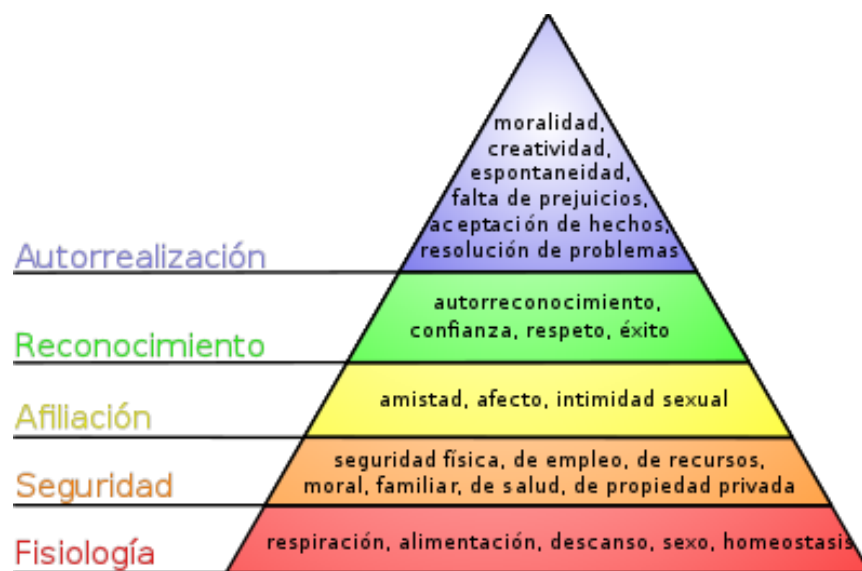 moralidad,
creatividad,
espontaneidad,
falta de prejuicios,
aceptación de hechos,
resolución de problemas
Autorrealización
autorreconocimiento,
confianza, respeto, éxito
Reconocimiento
amistad, afecto, intimidad sexual
Afiliación
seguridad física, de empleo, de recursos,
moral, familiar, de salud, de propiedad privada
Seguridad
respiración, alimentación, descanso, sexo, homeostasis
Fisiología